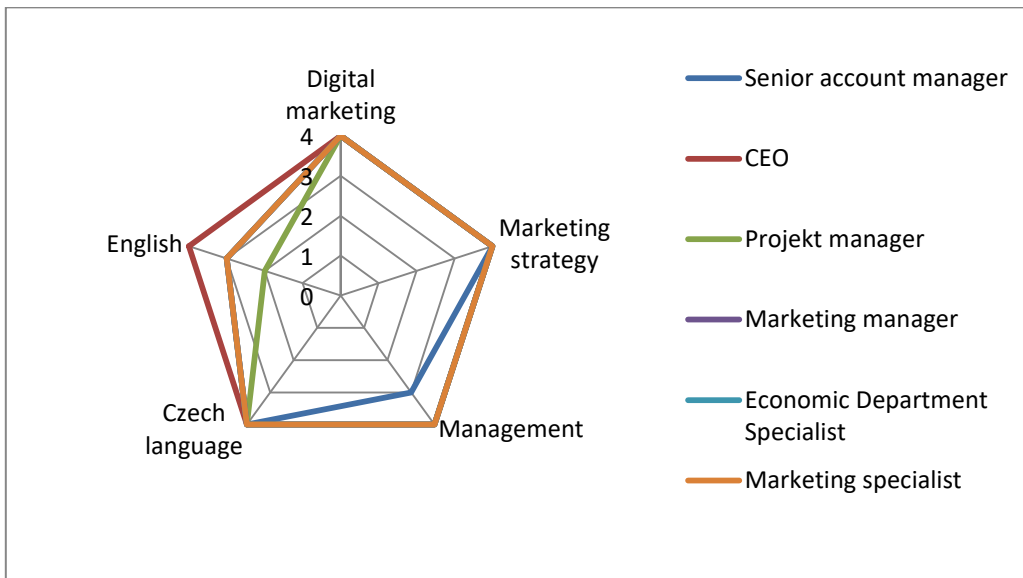 Digital
marketing
4
3
2
1
0
Marketing
strategy
Management
Czech
language
English
Senior account manager
CEO
Projekt manager
Marketing manager
Economic Department
Specialist
Marketing specialist